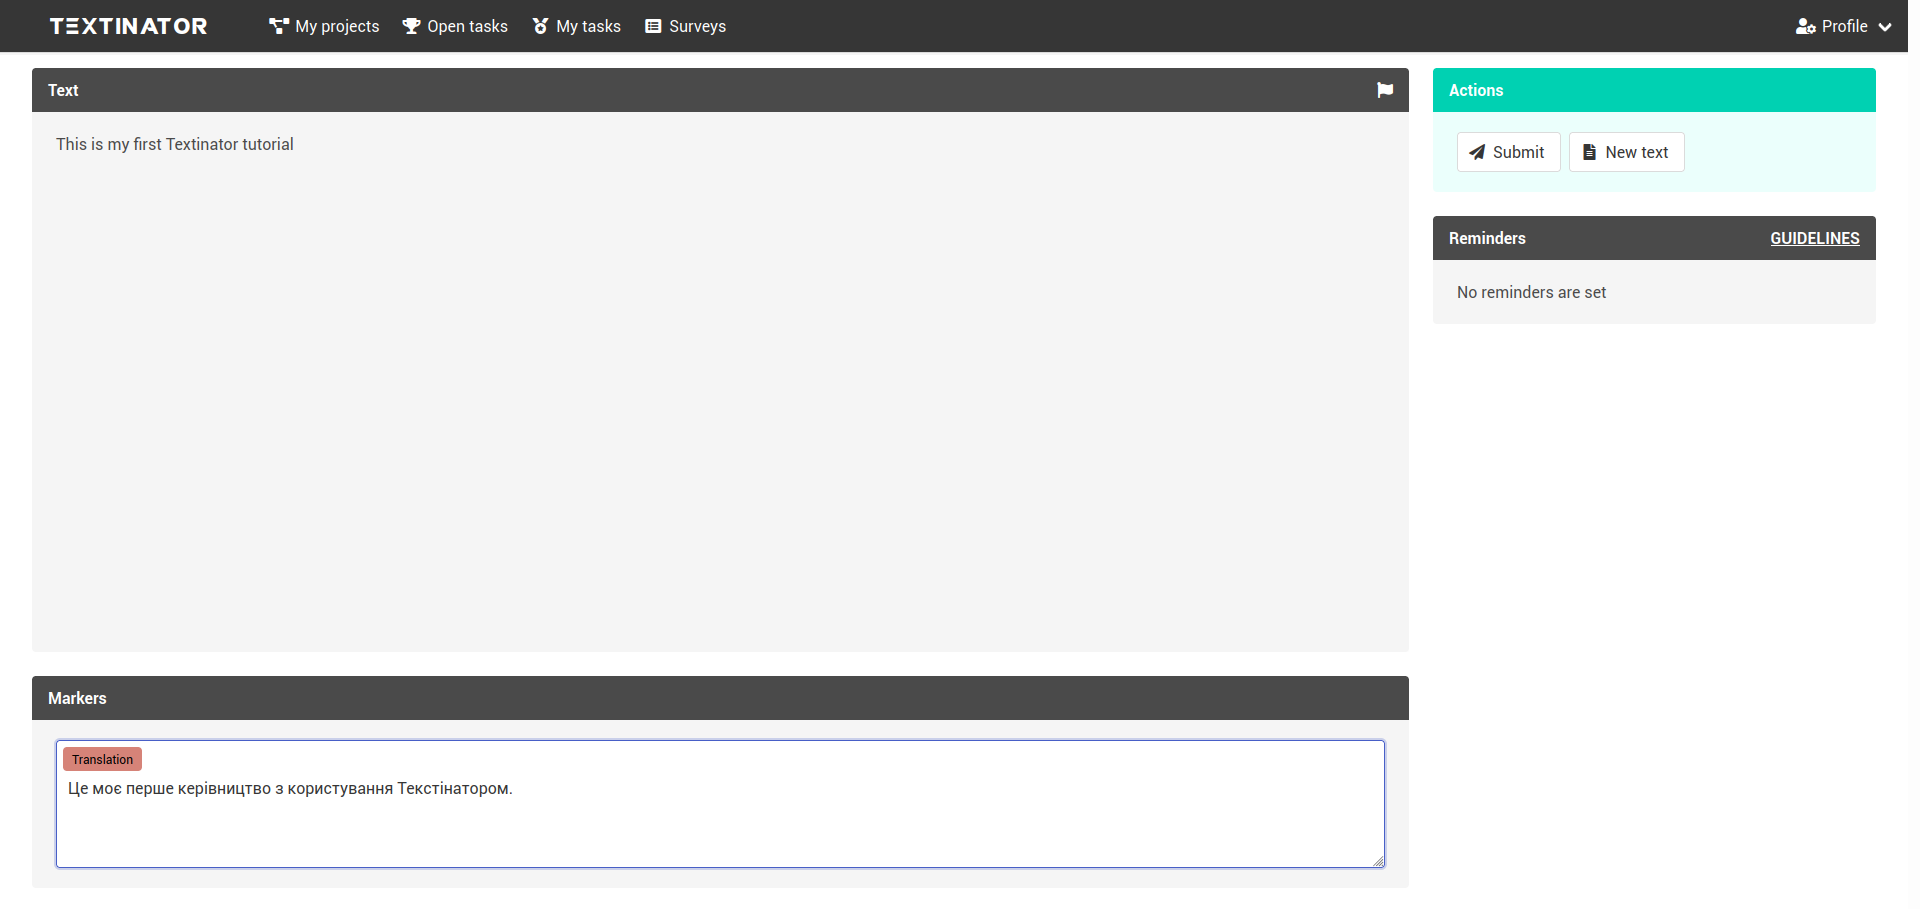 TEXTINATOR
My projects
Open tasks
My tasks
Surveys
Profile
Text
This is my first Textinator tutorial
Actions
Submit
New text
Reminders
GUIDELINES
No reminders are set
Markers
Translation
Це моє перше керівництво з користування Текстінатором.